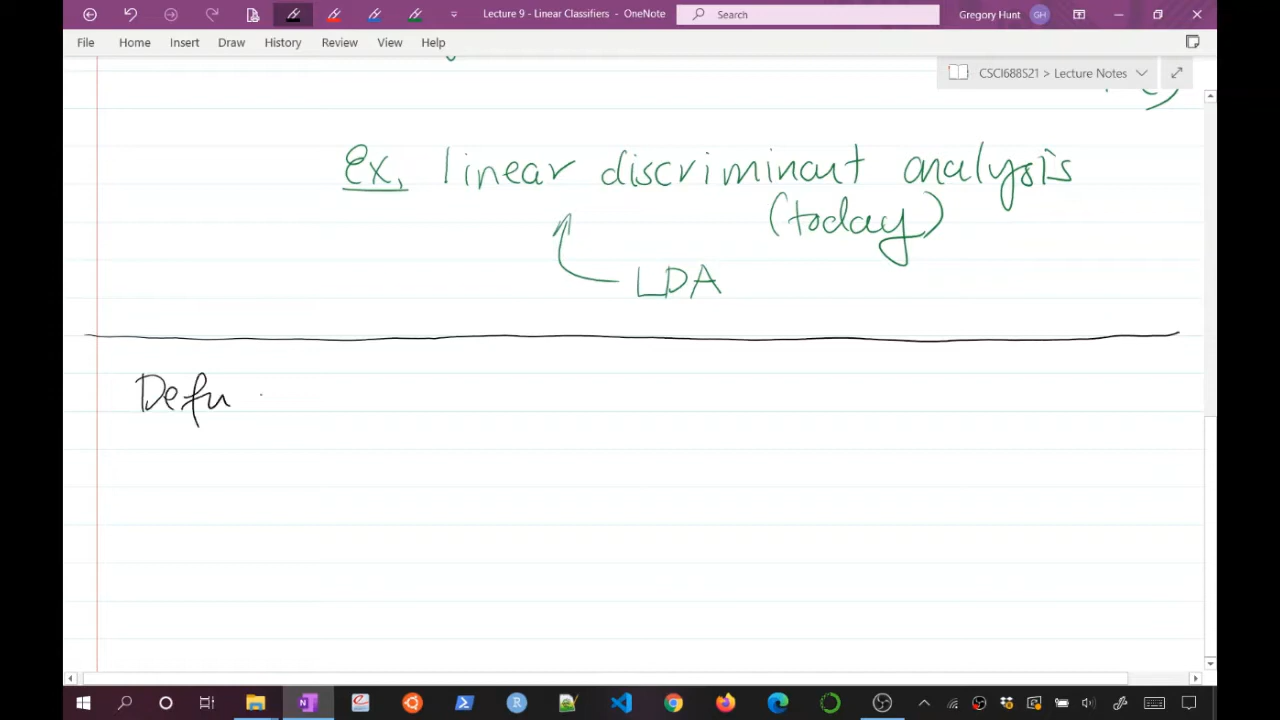 Lecture 9 - Linear Classifiers - OneNote
Search
Gregory Hunt
GH
File Home Insert Draw History Review View Help
CSCI688S21 > Lecture Notes
Ex. linear discriminant analysis
(today)
LDA
Defn